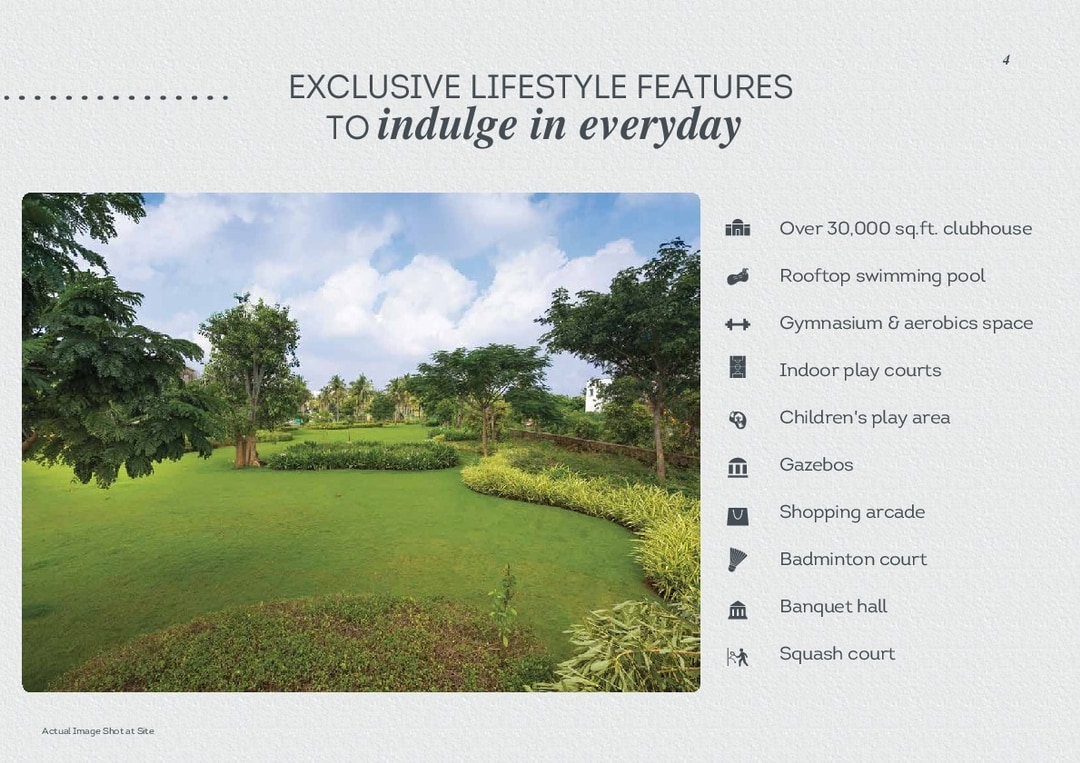 4
EXCLUSIVE LIFESTYLE FEATURES
TO indulge in everyday
Over 30,000 sq.ft. clubhouse
Rooftop swimming pool
Gymnasium & aerobics space
Indoor play courts
Children's play area
Gazebos
Shopping arcade
Badminton court
Banquet hall
Squash court
Actual Image Shot at Site